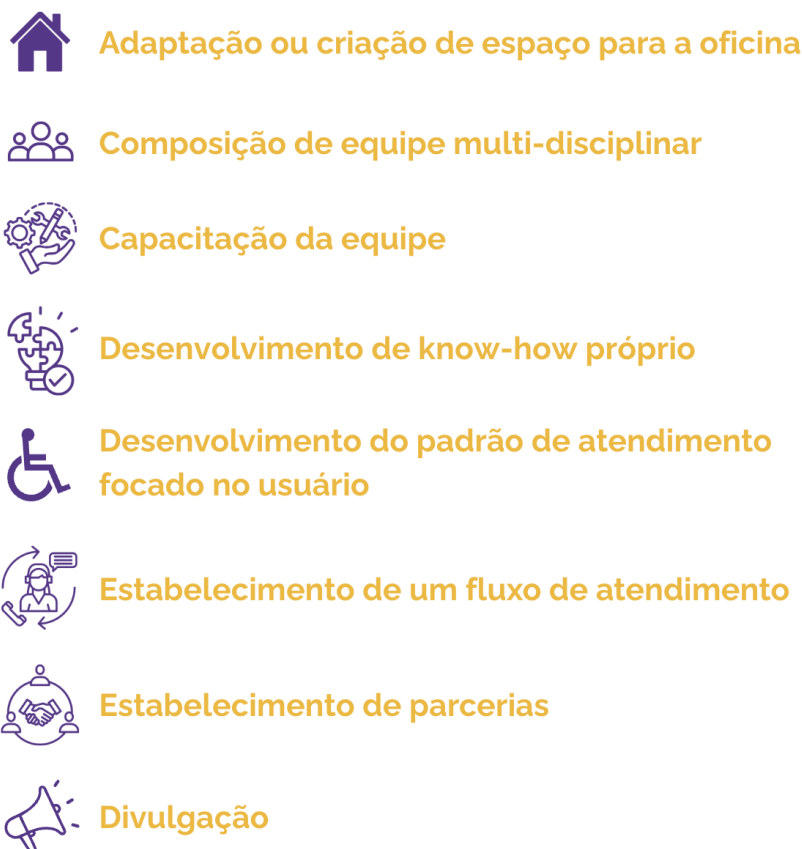 Adaptação ou criação de espaço para a oficina
Composição de equipe multi-disciplinar
Capacitação da equipe
Desenvolvimento de know-how próprio
Desenvolvimento do padrão de atendimento
focado no usuário
Estabelecimento de um fluxo de atendimento
Estabelecimento de parcerias
Divulgação